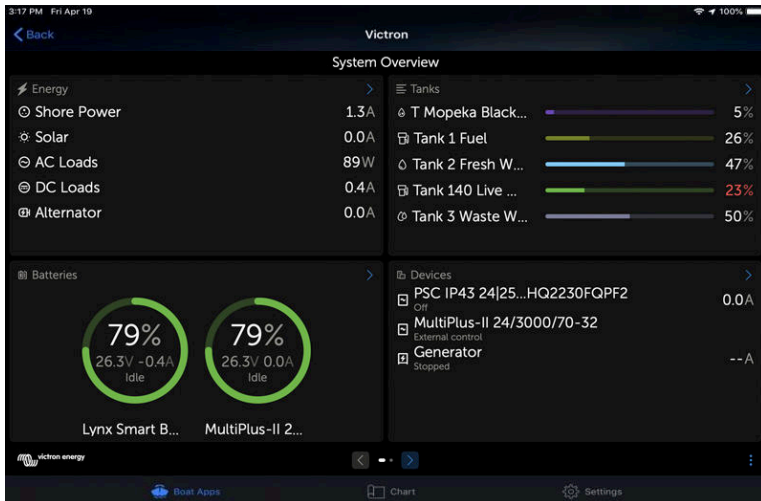 3:17 PM Fri Apr 19
100%
Back
Victron
System Overview
Energy
Shore Power 1.3A
Solar 0.0A
AC Loads 89W
DC Loads 0.4A
Alternator 0.0A
Tanks
T Mopeka Black... 5%
Tank 1 Fuel 26%
Tank 2 Fresh W... 47%
Tank 140 Live ... 23%
Tank 3 Waste W... 50%
Batteries
79%
26.3V -0.4A
Idle
Lynx Smart B...
79%
26.3V 0.0A
Idle
MultiPlus-II 2...
Devices
PSC IP43 24|25...HQ2230FQPF2 0.0A
Off
MultiPlus-II 24/3000/70-32
External control
Generator --A
Stopped
victron energy
Boat Apps
Chart
Settings